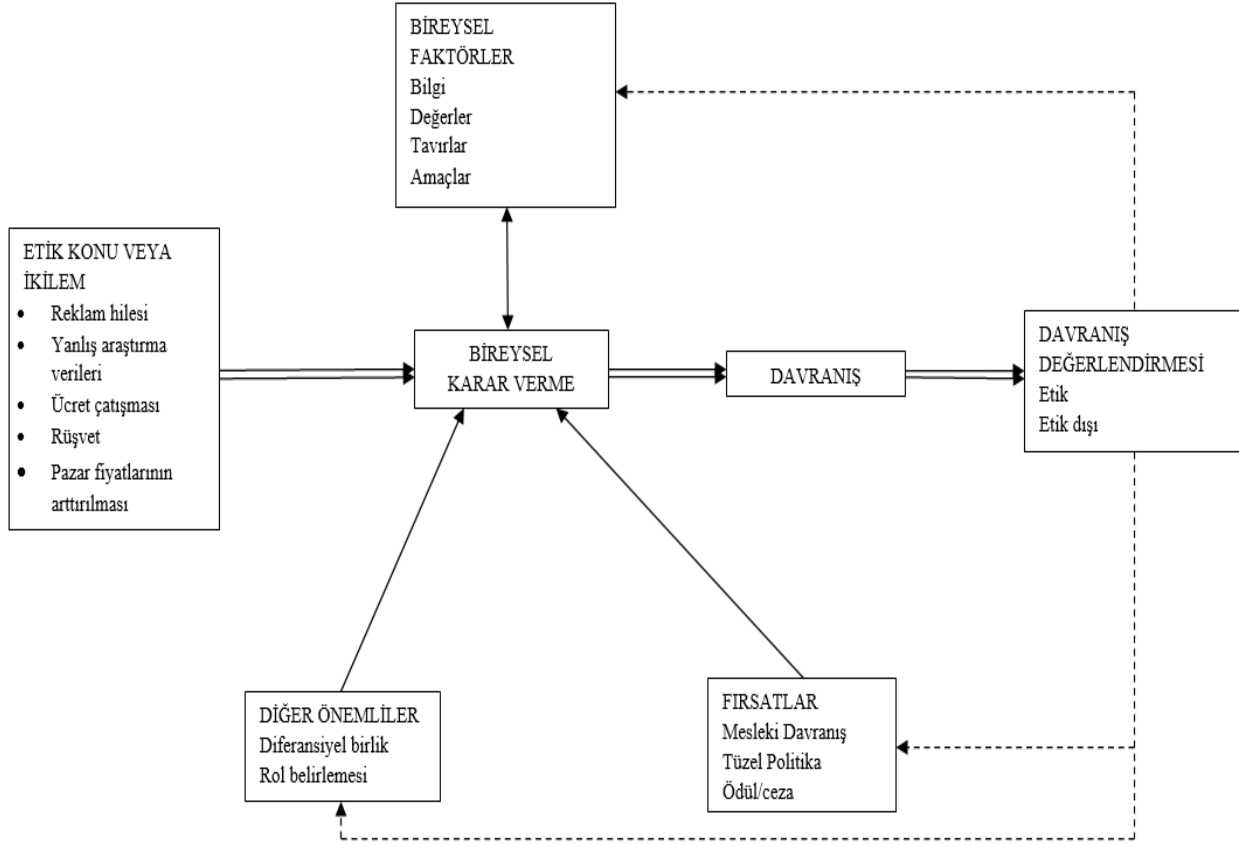 BİREYSEL
FAKTÖRLER
Bilgi
Değerler
Tavırlar
Amaçlar
ETİK KONU VEYA
İKİLEM
• Reklam hilesi
• Yanlış araştırma
verileri
• Ücret çatışması
• Rüşvet
• Pazar fiyatlarının
arttırılması
BİREYSEL
KARAR VERME
DAVRANIŞ
DAVRANIŞ
DEĞERLENDİRMESİ
Etik
Etik dışı
DİĞER ÖNEMLİLER
Diferansiyel birlik
Rol belirlemesi
FIRSATLAR
Mesleki Davranış
Tüzel Politika
Ödül/ceza